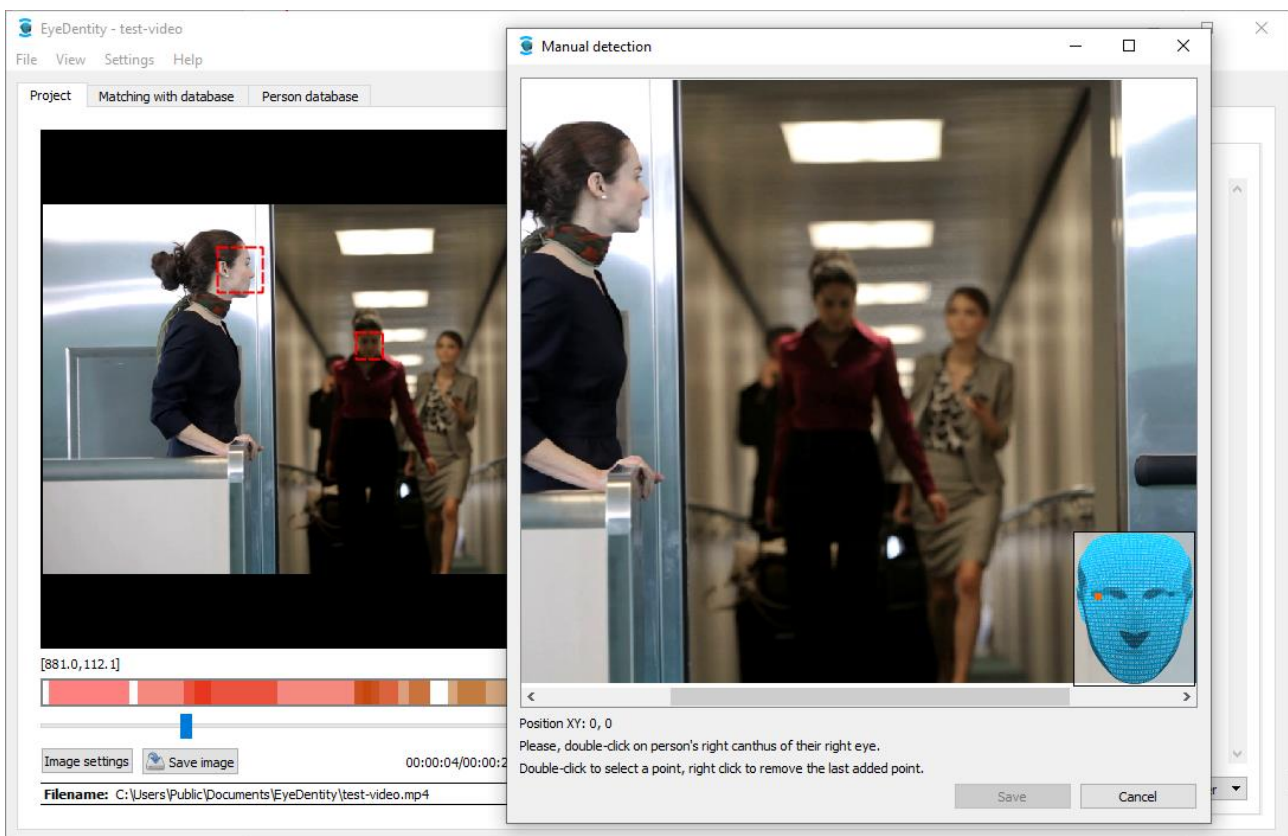 EyeDentity - test-video
File View Settings Help
Project Matching with database Person database
[881.0,112.1]
Image settings Save image 00:00:04/00:00:2
Filename: C:\Users\Public\Documents\EyeDentity\test-video.mp4
Manual detection
Position XY: 0, 0
Please, double-click on person's right canthus of their right eye.
Double-click to select a point, right click to remove the last added point.
Save Cancel